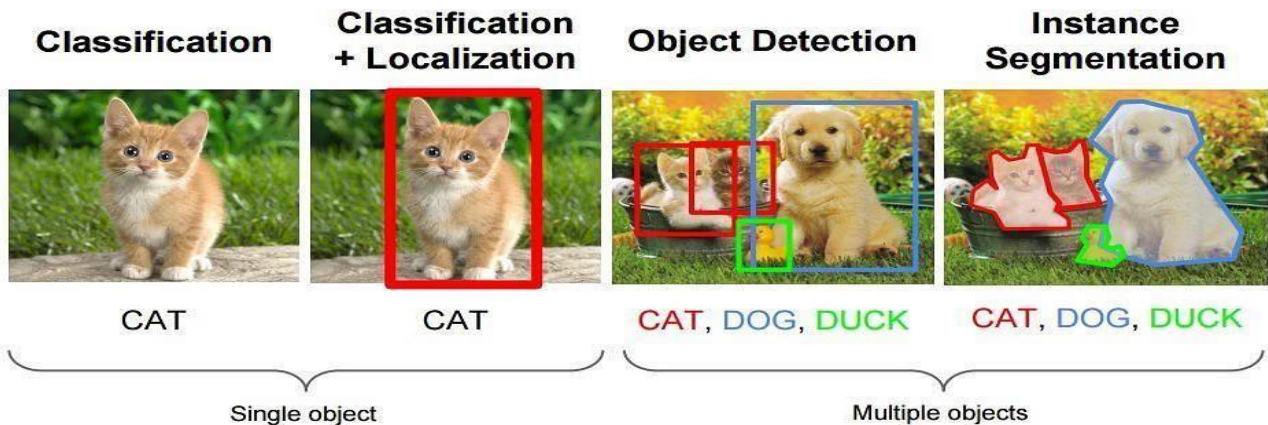 Classification
Classification
+ Localization
Object Detection
Instance
Segmentation
CAT
CAT
CAT, DOG, DUCK
CAT, DOG, DUCK
Single object
Multiple objects